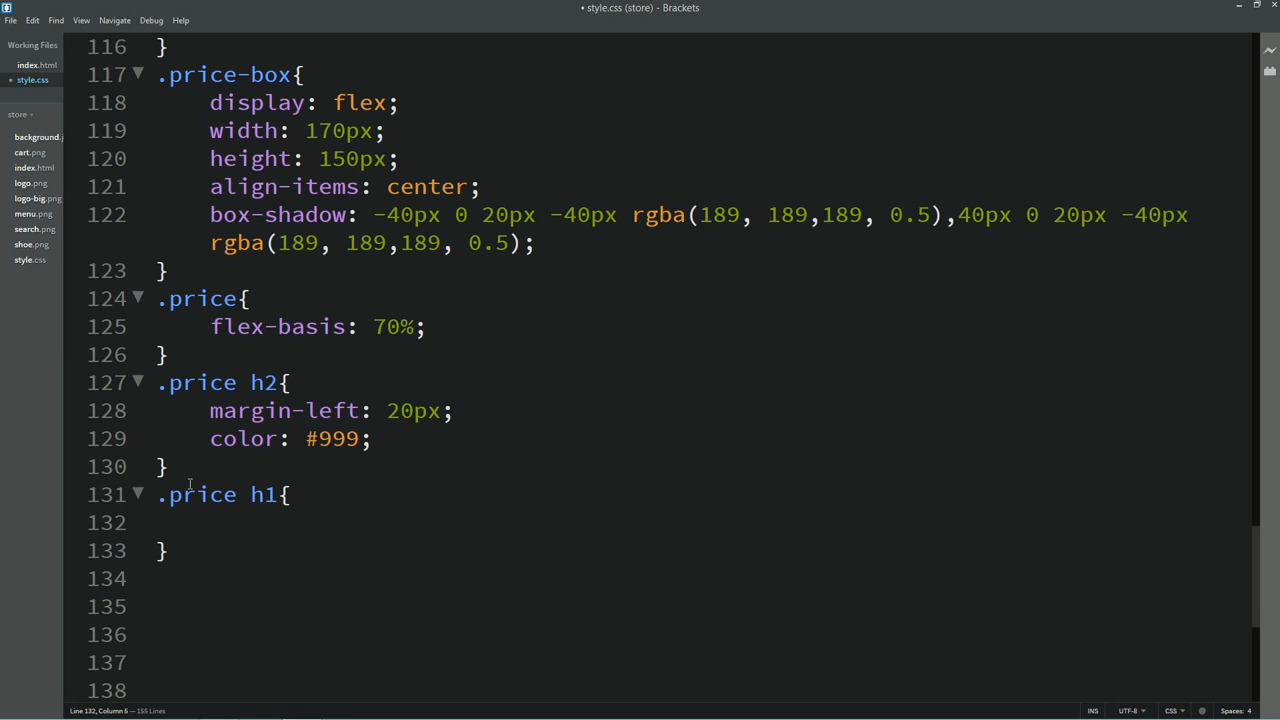 • style.css (store) - Brackets
File Edit Find View Navigate Debug Help
Working Files
index.html
• style.css
store
background.j
cart.png
index.html
logo.png
logo-big.png
menu.png
search.png
shoe.png
style.css
116 }
117 .price-box{
118 display: flex;
119 width: 170px;
120 height: 150px;
121 align-items: center;
122 box-shadow: -40px 0 20px -40px rgba(189, 189,189, 0.5),40px 0 20px -40px
rgba(189, 189,189, 0.5);
123 }
124 .price{
125 flex-basis: 70%;
126 }
127 .price h2{
128 margin-left: 20px;
129 color: #999;
130 }
131 .price h1{
132
133 }
134
135
136
137
138
Line 132, Column 5 — 155 Lines INS UTF-8 CSS Spaces: 4